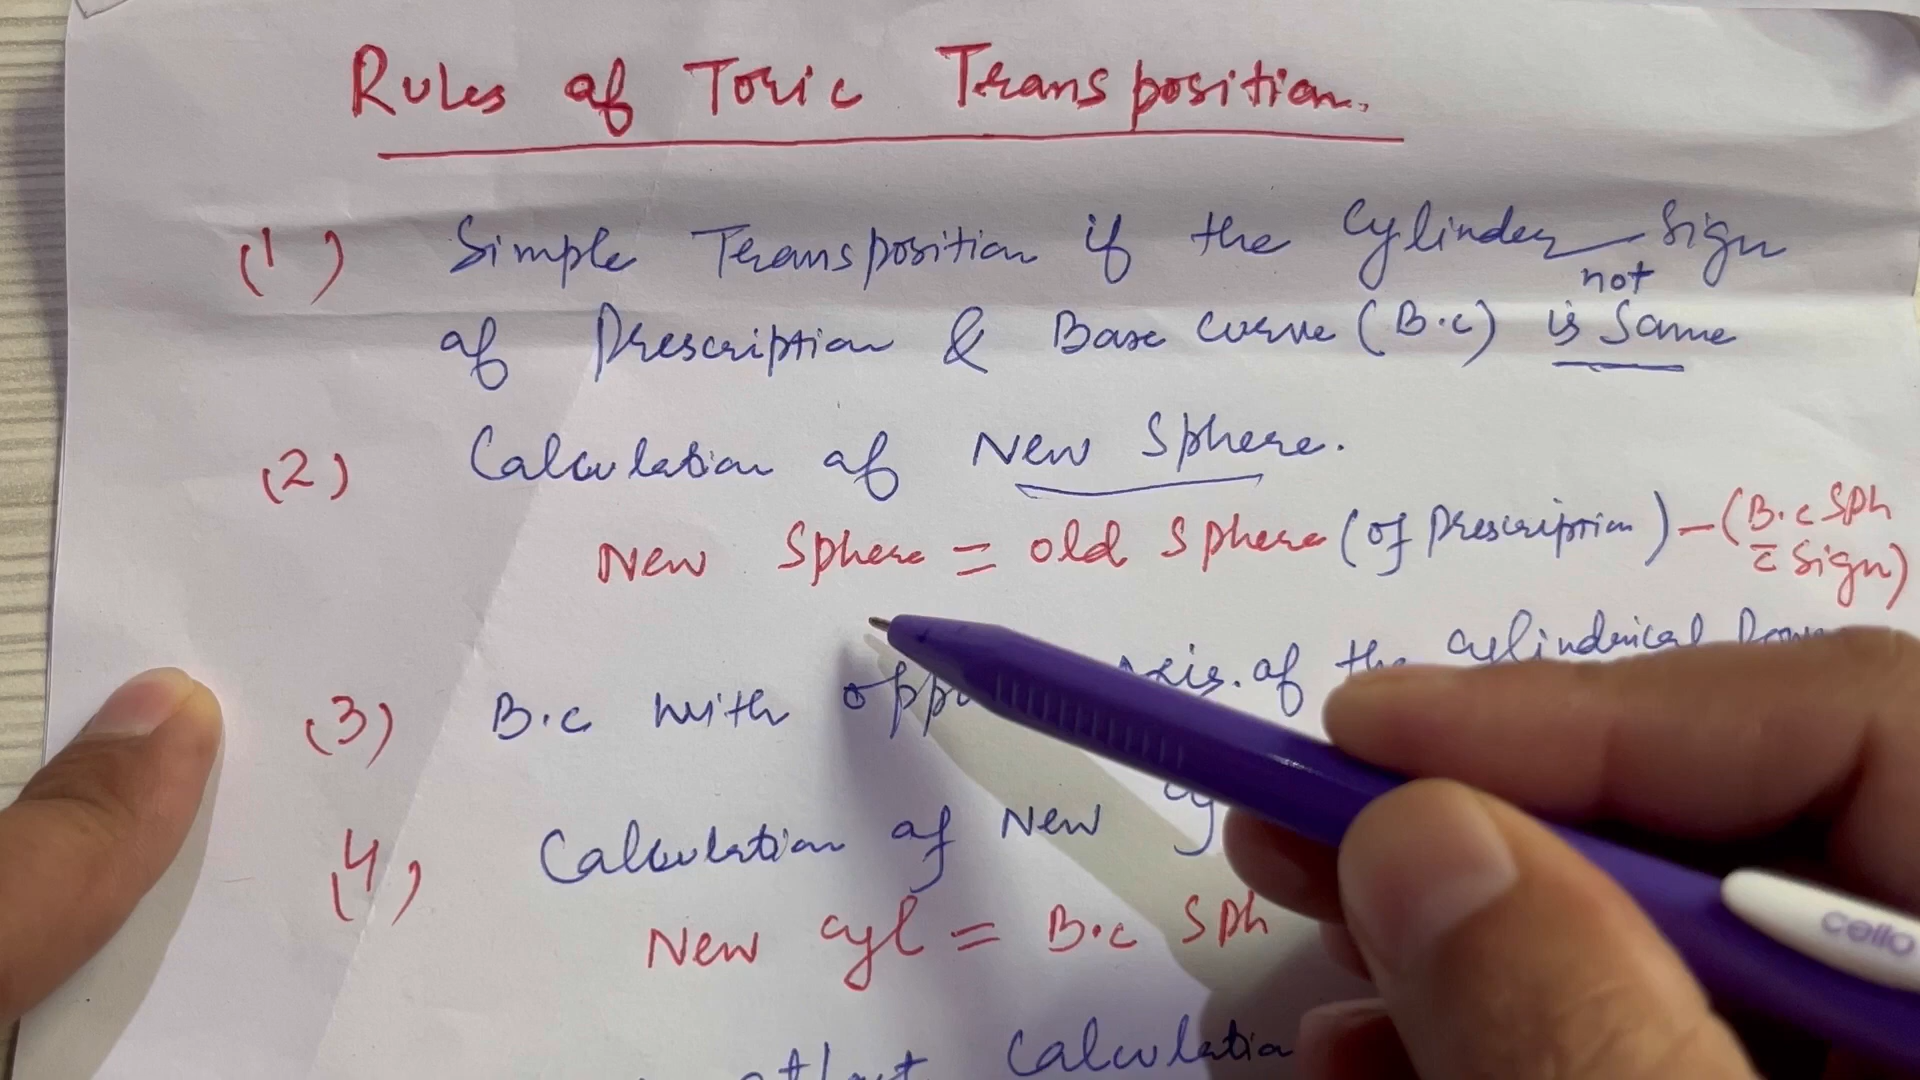 Rules of Toric Transposition.
(1) Simple Transposition if the Cylinder Sign
not
of Prescription & Base curve (B.c) is Same
(2) Calculation of New Sphere.
New Sphere = old Sphere (of Prescription) - (B.c Sph
c̄ Sign)
(3) B.c with of the cylindrical
(4) Calculation of New
New cyl = B.c Sph
cello